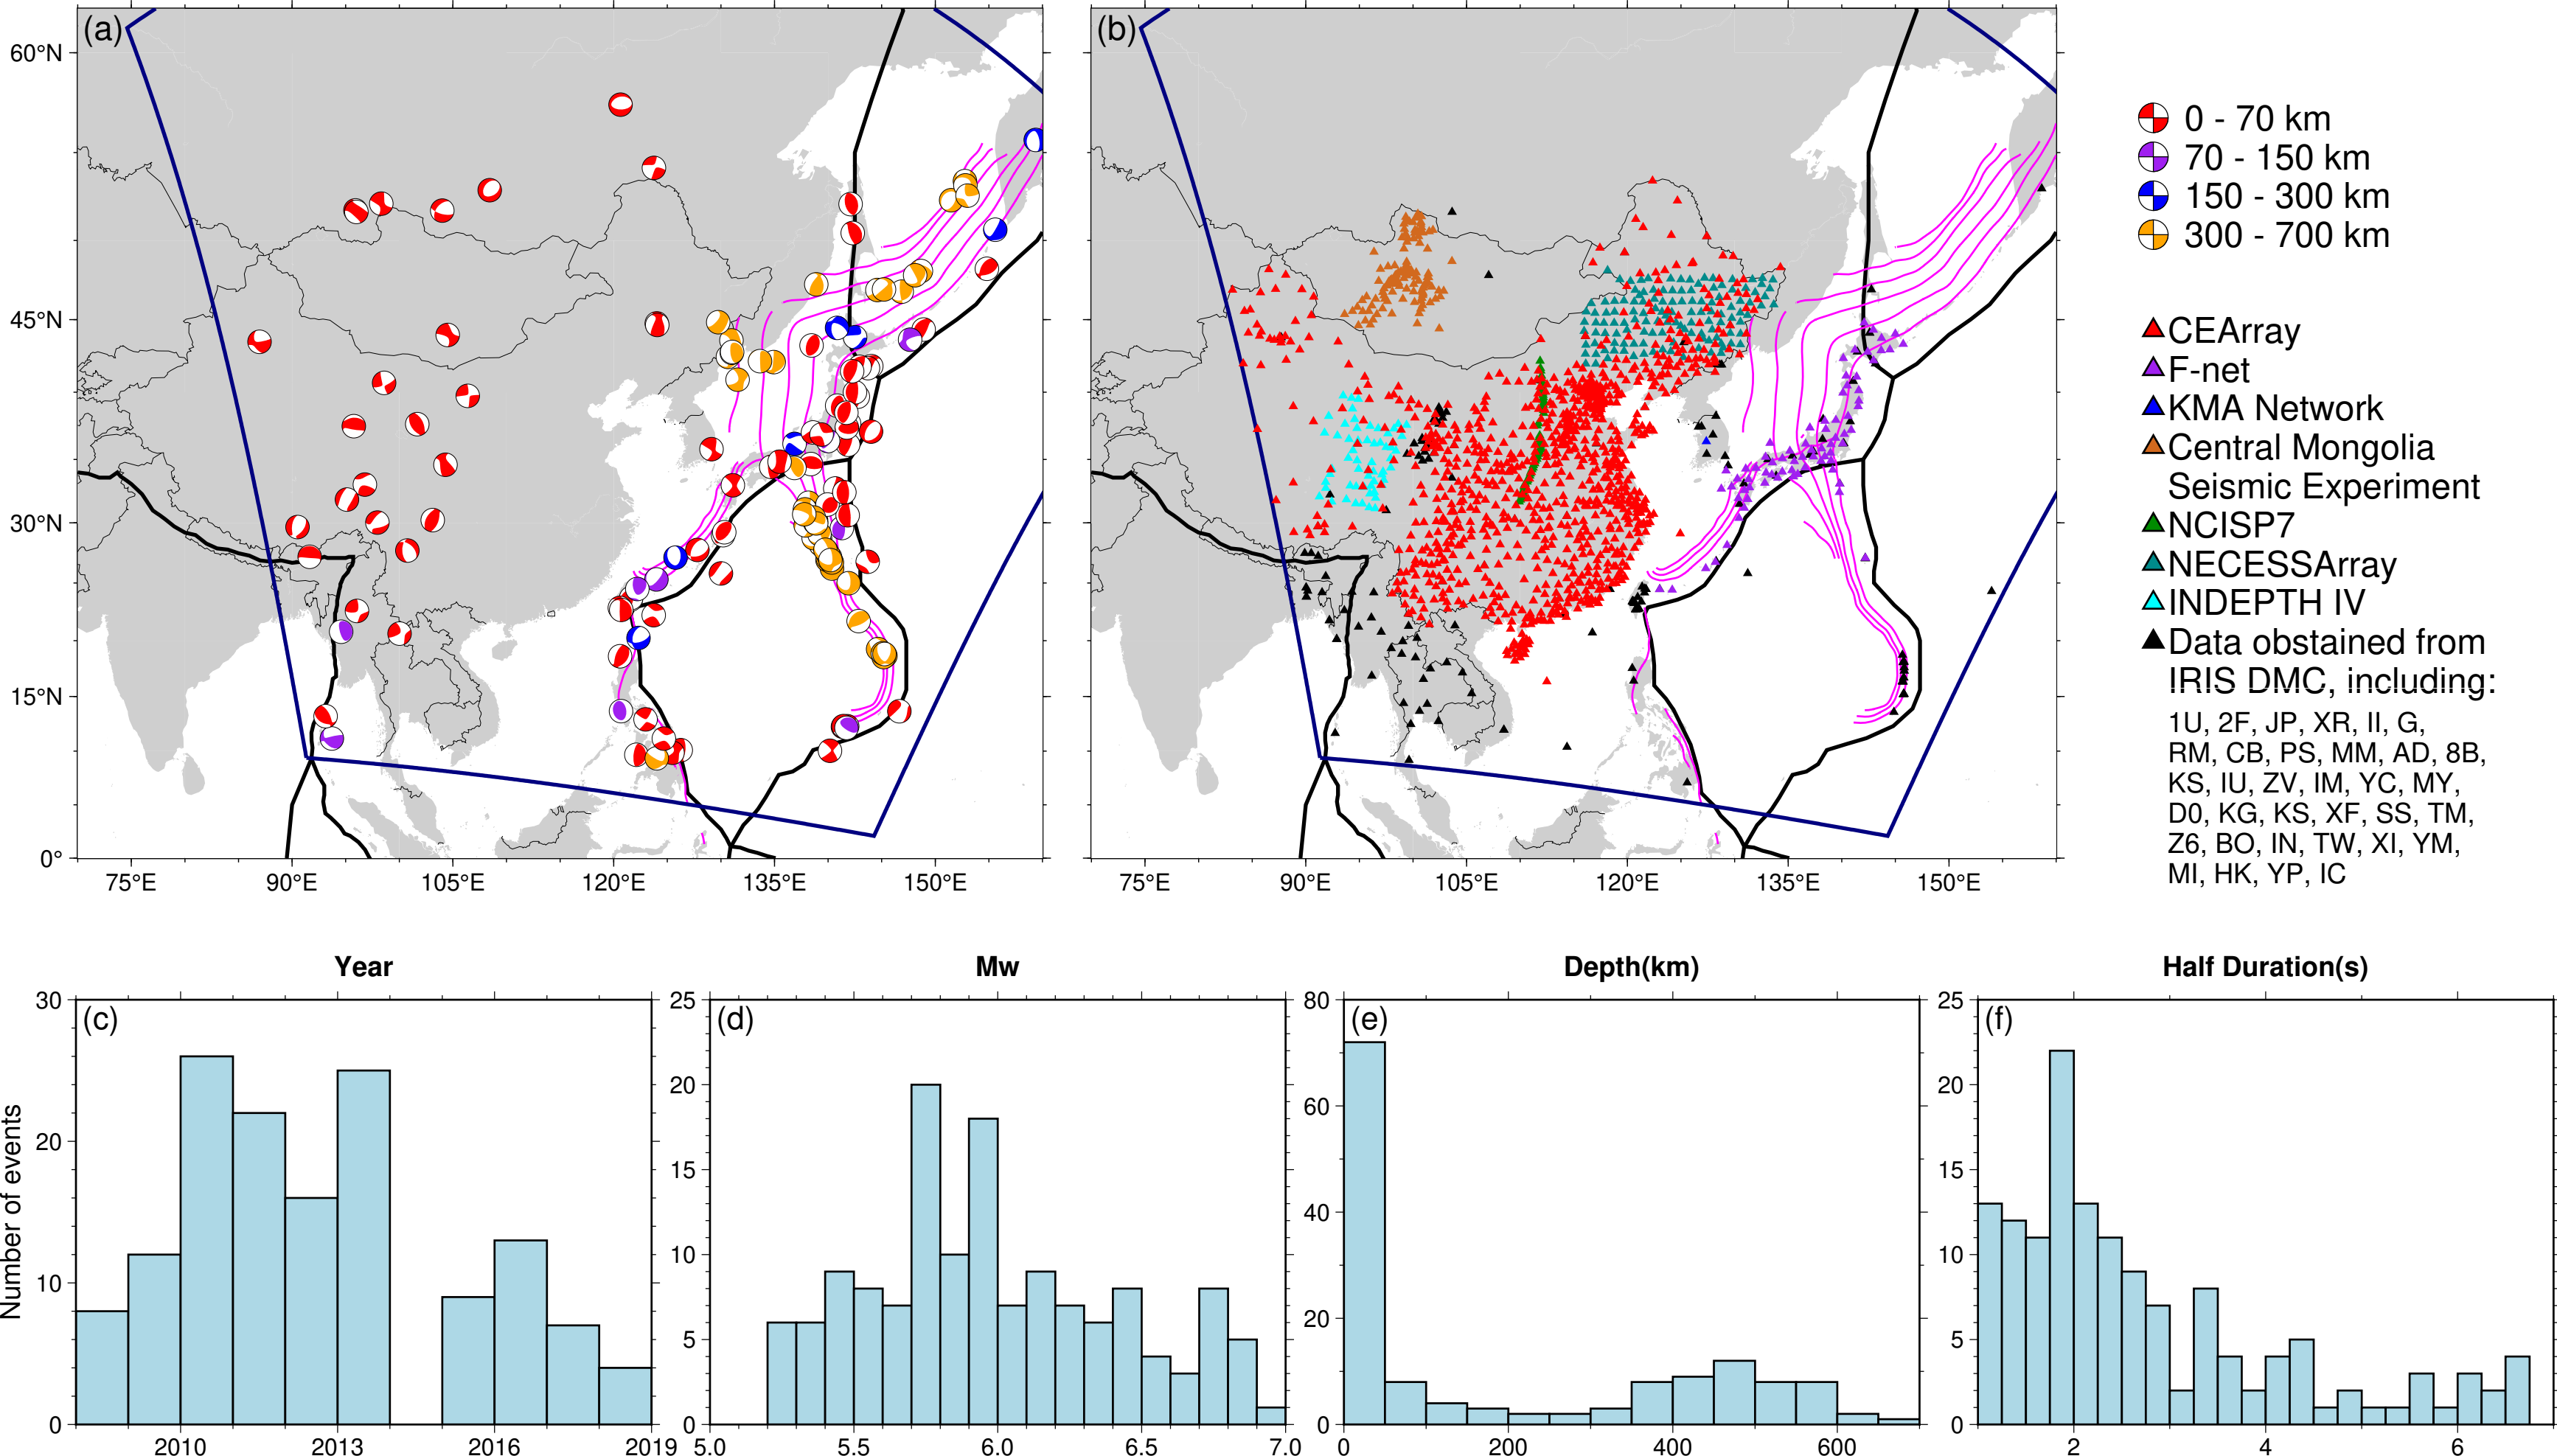 (a)
60°N
45°N
30°N
15°N
0°
75°E
90°E
105°E
120°E
135°E
150°E
(b)
75°E
90°E
105°E
120°E
135°E
150°E
0 - 70 km
70 - 150 km
150 - 300 km
300 - 700 km
CEArray
F-net
KMA Network
Central Mongolia
Seismic Experiment
NCISP7
NECESSArray
INDEPTH IV
Data obstained from
IRIS DMC, including:
1U, 2F, JP, XR, II, G,
RM, CB, PS, MM, AD, 8B,
KS, IU, ZV, IM, YC, MY,
D0, KG, KS, XF, SS, TM,
Z6, BO, IN, TW, XI, YM,
MI, HK, YP, IC
Year
(c)
Number of events
30
20
10
0
2010
2013
2016
2019
Mw
(d)
25
20
15
10
5
0
5.0
5.5
6.0
6.5
7.0
Depth(km)
(e)
80
60
40
20
0
0
200
400
600
Half Duration(s)
(f)
25
20
15
10
5
0
2
4
6